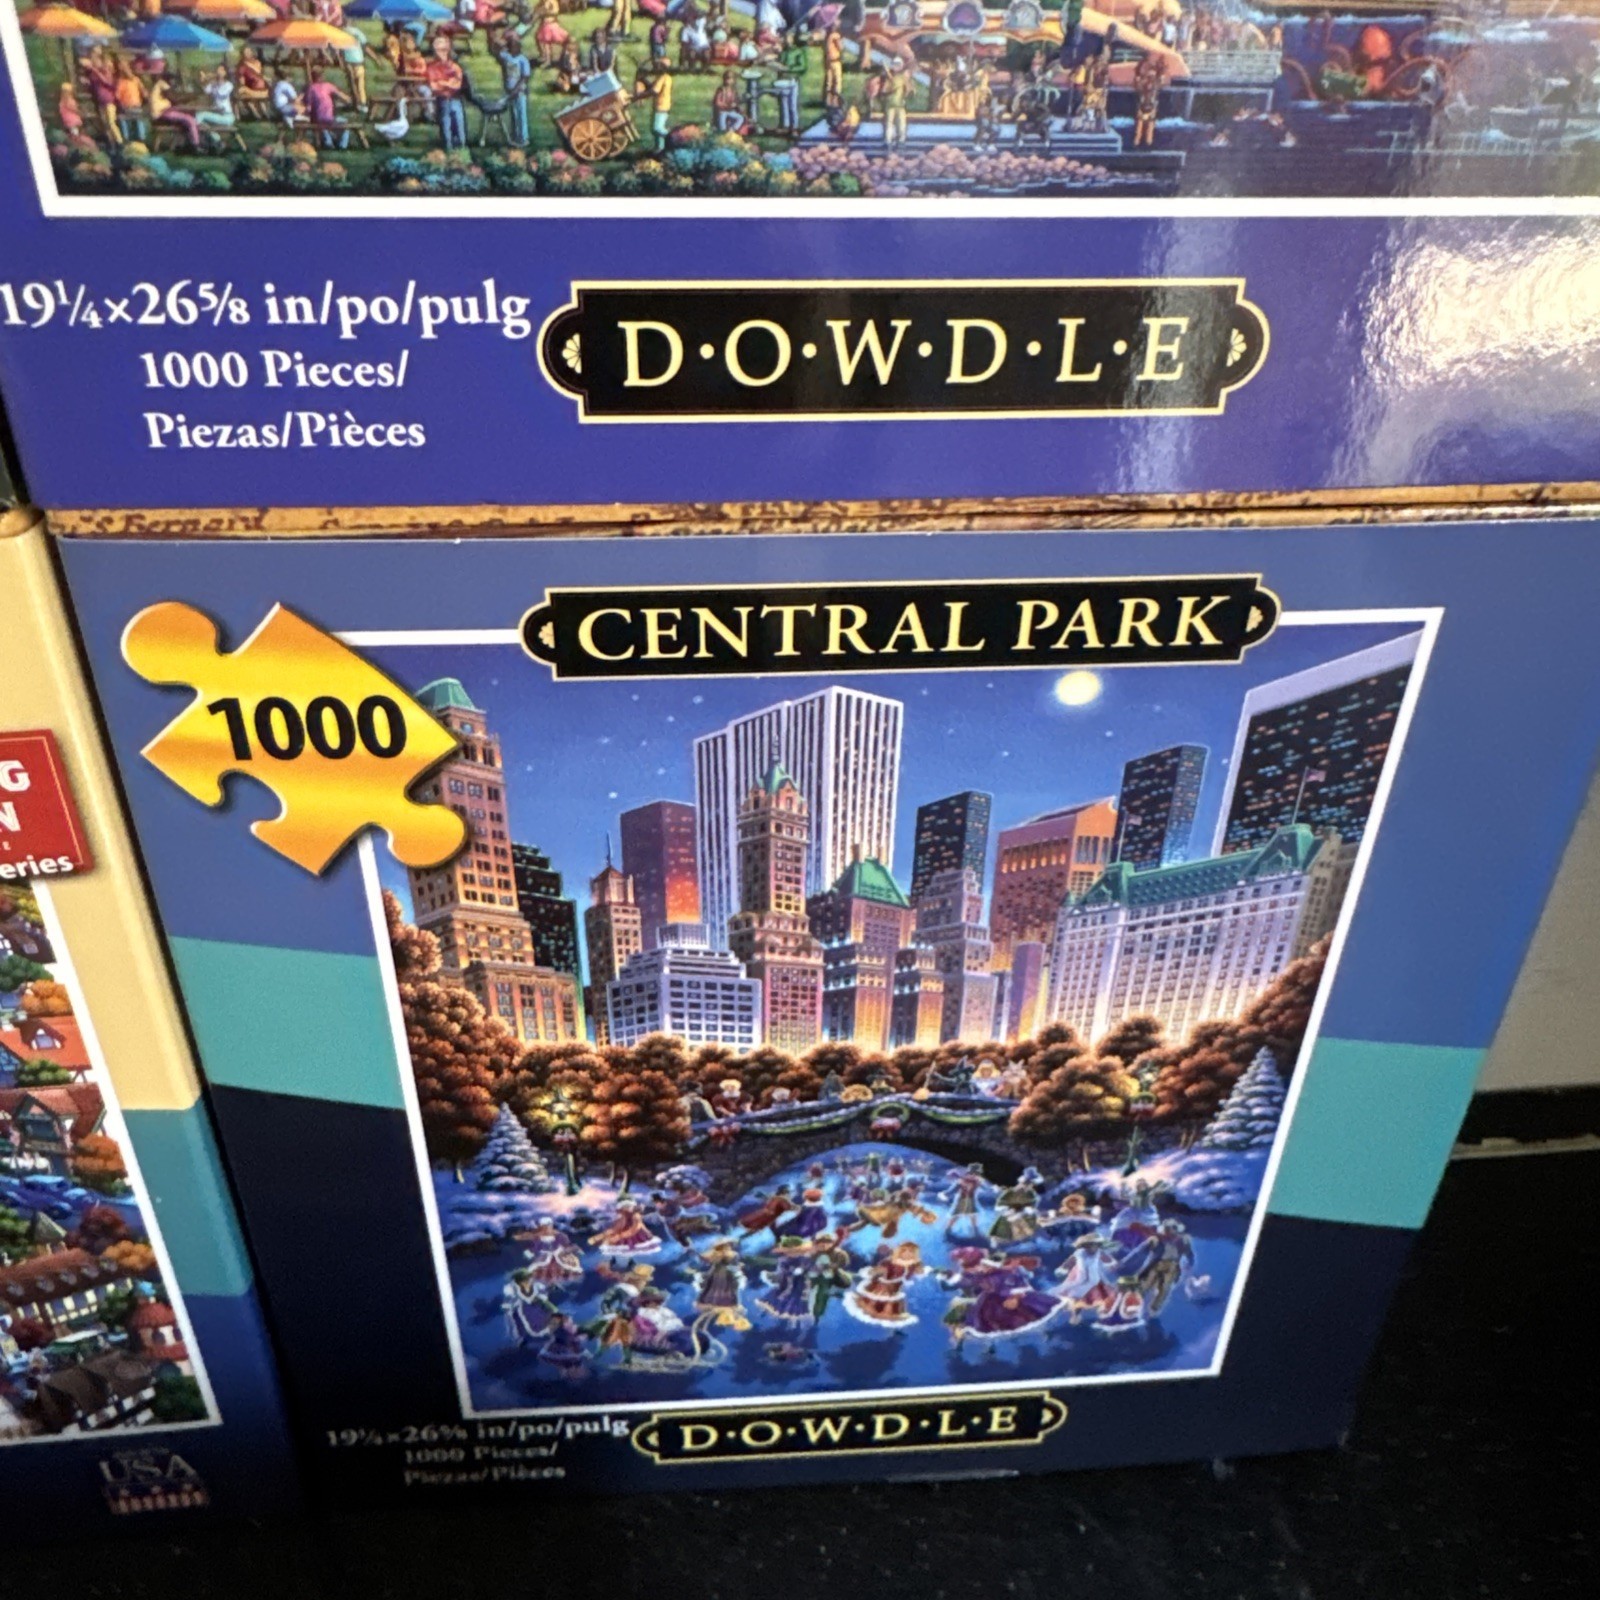 19¼×26⅝ in/po/pulg
1000 Pieces/
Piezas/Pièces
D·O·W·D·L·E
CENTRAL PARK
1000
G
N
eries
19¼×26⅝ in/po/pulg
1000 Pieces/
Piezas/Pièces
D·O·W·D·L·E
USA